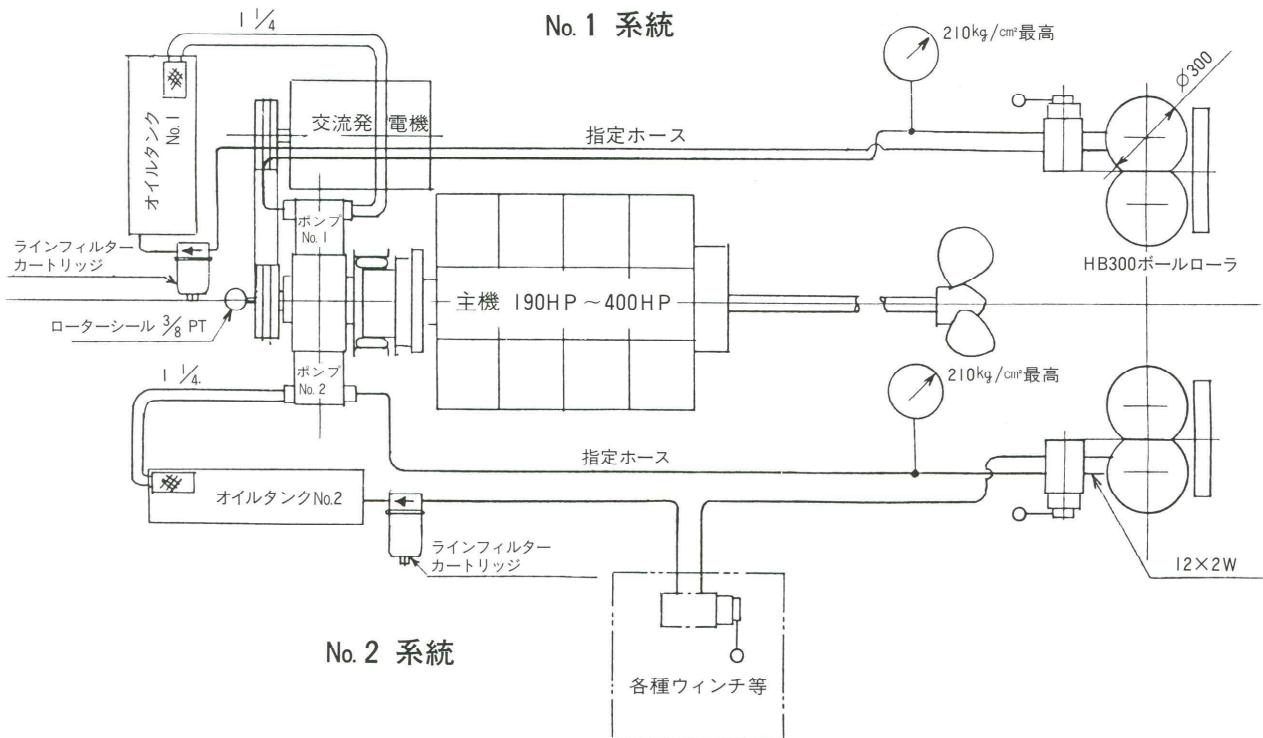 No. 1 系統
1 1/4
210kg/cm²最高
φ300
オイルタンク
No.1
交流発電機
指定ホース
ポンプ
No.1
ラインフィルター
カートリッジ
HB300ボールローラ
主機 190HP～400HP
ローターシール 3/8 PT
1 1/4.
ポンプ
No.2
210kg/cm²最高
指定ホース
オイルタンクNo.2
ラインフィルター
カートリッジ
12×2W
No. 2 系統
各種ウィンチ等